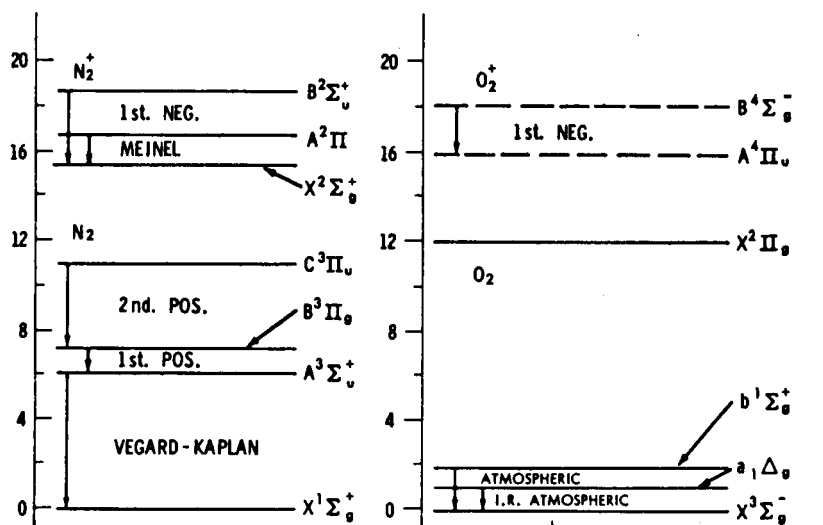 20
N₂⁺
B²Σᵤ⁺
1st. NEG.
A²Π
16
MEINEL
X²Σg⁺
12
N₂
C³Πᵤ
2nd. POS.
B³Πg
8
1st. POS.
A³Σᵤ⁺
4
VEGARD-KAPLAN
0
X¹Σg⁺
20
O₂⁺
B⁴Σg⁻
1st. NEG.
16
A⁴Πᵤ
12
X²Πg
O₂
8
4
b¹Σg⁺
a₁Δg
ATMOSPHERIC
I.R. ATMOSPHERIC
0
X³Σg⁻